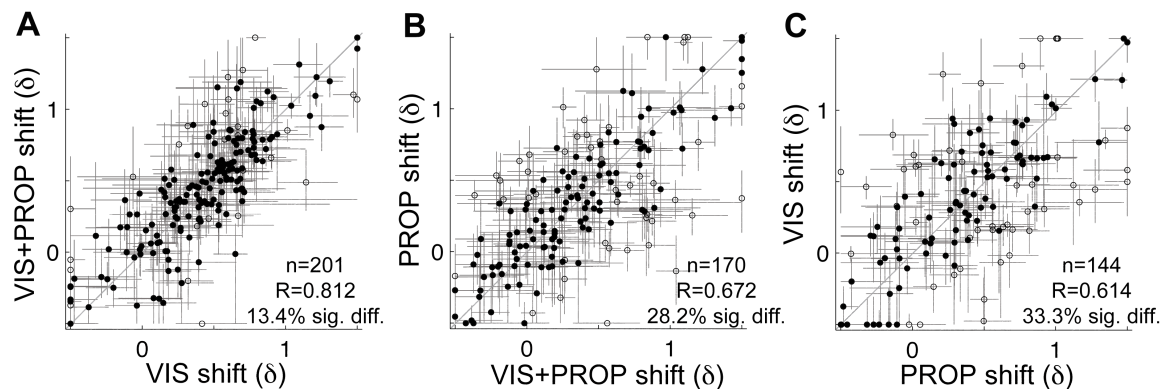 A
VIS+PROP shift (δ)
1
0
n=201
R=0.812
13.4% sig. diff.
0
1
VIS shift (δ)
B
PROP shift (δ)
1
0
n=170
R=0.672
28.2% sig. diff.
0
1
VIS+PROP shift (δ)
C
VIS shift (δ)
1
0
n=144
R=0.614
33.3% sig. diff.
0
1
PROP shift (δ)